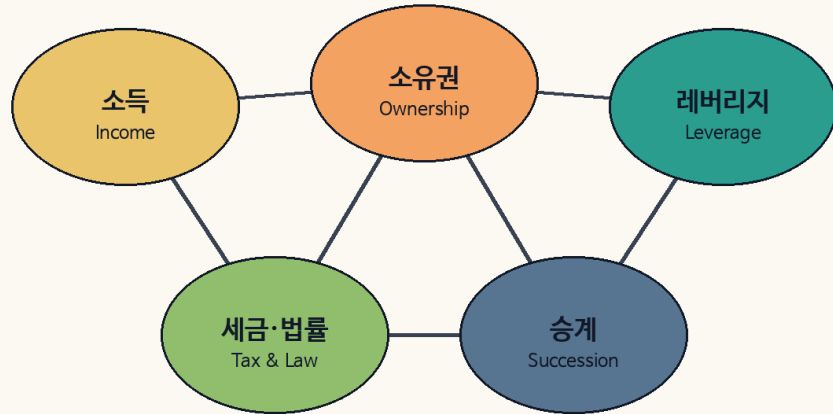 소득
Income
소유권
Ownership
레버리지
Leverage
세금·법률
Tax & Law
승계
Succession